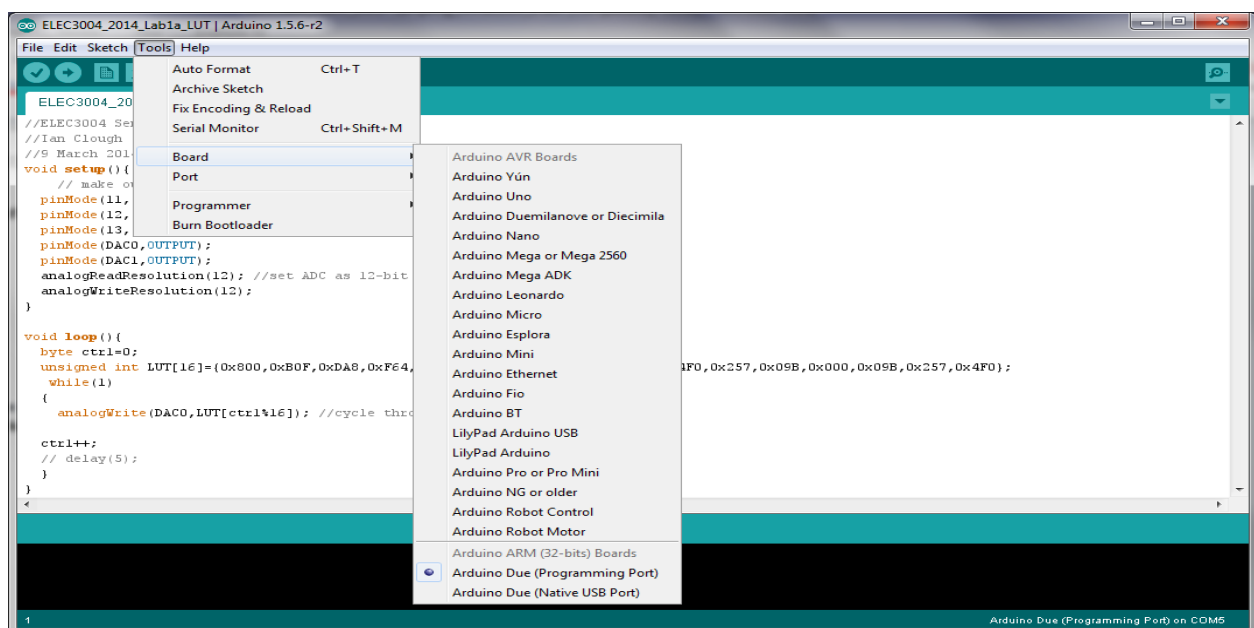 ELEC3004_2014_Lab1a_LUT | Arduino 1.5.6-r2
File Edit Sketch Tools Help
Auto Format Ctrl+T
Archive Sketch
Fix Encoding & Reload
Serial Monitor Ctrl+Shift+M
Board
Port
Programmer
Burn Bootloader
ELEC3004_20
//ELEC3004 Se
//Ian Clough
//9 March 201
void setup(){
// make o
pinMode(11,
pinMode(12,
pinMode(13,
pinMode(DAC0,OUTPUT);
pinMode(DAC1,OUTPUT);
analogReadResolution(12); //set ADC as 12-bit
analogWriteResolution(12);
}
void loop(){
byte ctrl=0;
unsigned int LUT[16]={0x800,0xB0F,0xDA8,0xF64, 4F0,0x257,0x09B,0x000,0x09B,0x257,0x4F0};
while(1)
{
analogWrite(DAC0,LUT[ctrl%16]); //cycle thro
ctrl++;
// delay(5);
}
}
Arduino AVR Boards
Arduino Yún
Arduino Uno
Arduino Duemilanove or Diecimila
Arduino Nano
Arduino Mega or Mega 2560
Arduino Mega ADK
Arduino Leonardo
Arduino Micro
Arduino Esplora
Arduino Mini
Arduino Ethernet
Arduino Fio
Arduino BT
LilyPad Arduino USB
LilyPad Arduino
Arduino Pro or Pro Mini
Arduino NG or older
Arduino Robot Control
Arduino Robot Motor
Arduino ARM (32-bits) Boards
Arduino Due (Programming Port)
Arduino Due (Native USB Port)
1 Arduino Due (Programming Port) on COM5